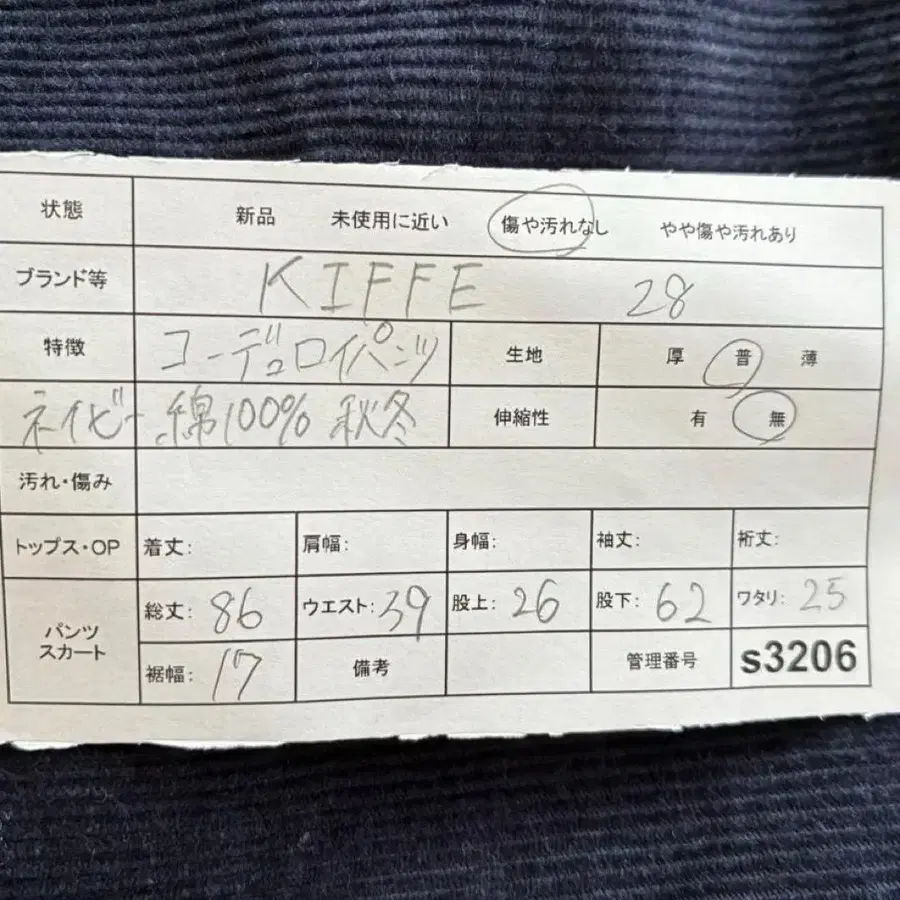 状態 新品 未使用に近い 傷や汚れなし やや傷や汚れあり
ブランド等 KIFFE 28
特徴 コーデュロイパンツ 生地 厚 普 薄
ネイビー 綿100% 秋冬 伸縮性 有 無
汚れ・傷み
トップス・OP 着丈: 肩幅: 身幅: 袖丈: 裄丈:
パンツ スカート 総丈: 86 ウエスト: 39 股上: 26 股下: 62 ワタリ: 25
裾幅: 17 備考 管理番号 s3206